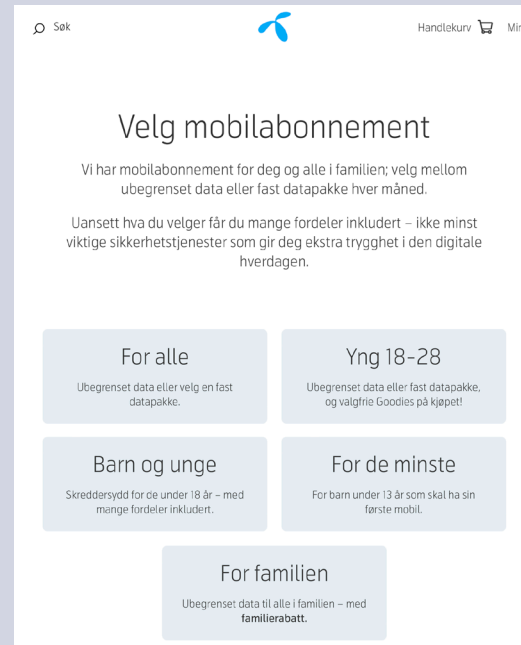 Søk
Handlekurv
Velg mobilabonnement
Vi har mobilabonnement for deg og alle i familien; velg mellom
ubegrenset data eller fast datapakke hver måned.
Uansett hva du velger får du mange fordeler inkludert – ikke minst
viktige sikkerhetstjenester som gir deg ekstra trygghet i den digitale
hverdagen.
For alle
Ubegrenset data eller velg en fast
datapakke.
Yng 18-28
Ubegrenset data eller fast datapakke,
og valgfrie Goodies på kjøpet!
Barn og unge
Skreddersydd for de under 18 år – med
mange fordeler inkludert.
For de minste
For barn under 13 år som skal ha sin
første mobil.
For familien
Ubegrenset data til alle i familien – med
familierabatt.